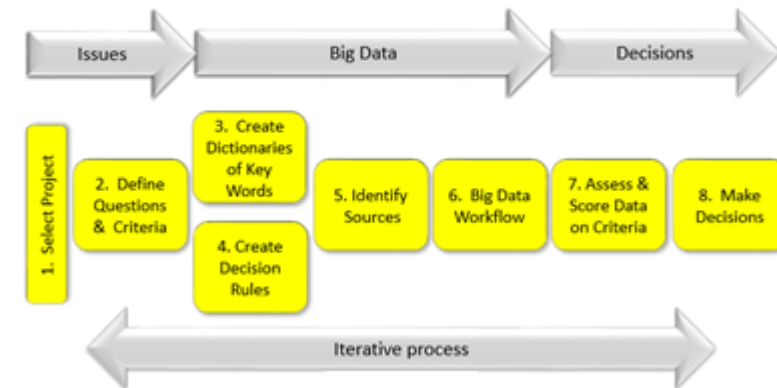 Issues
Big Data
Decisions
1. Select Project
2. Define
Questions
& Criteria
3. Create
Dictionaries
of Key
Words
4. Create
Decision
Rules
5. Identify
Sources
6. Big Data
Workflow
7. Assess &
Score Data
on Criteria
8. Make
Decisions
Iterative process